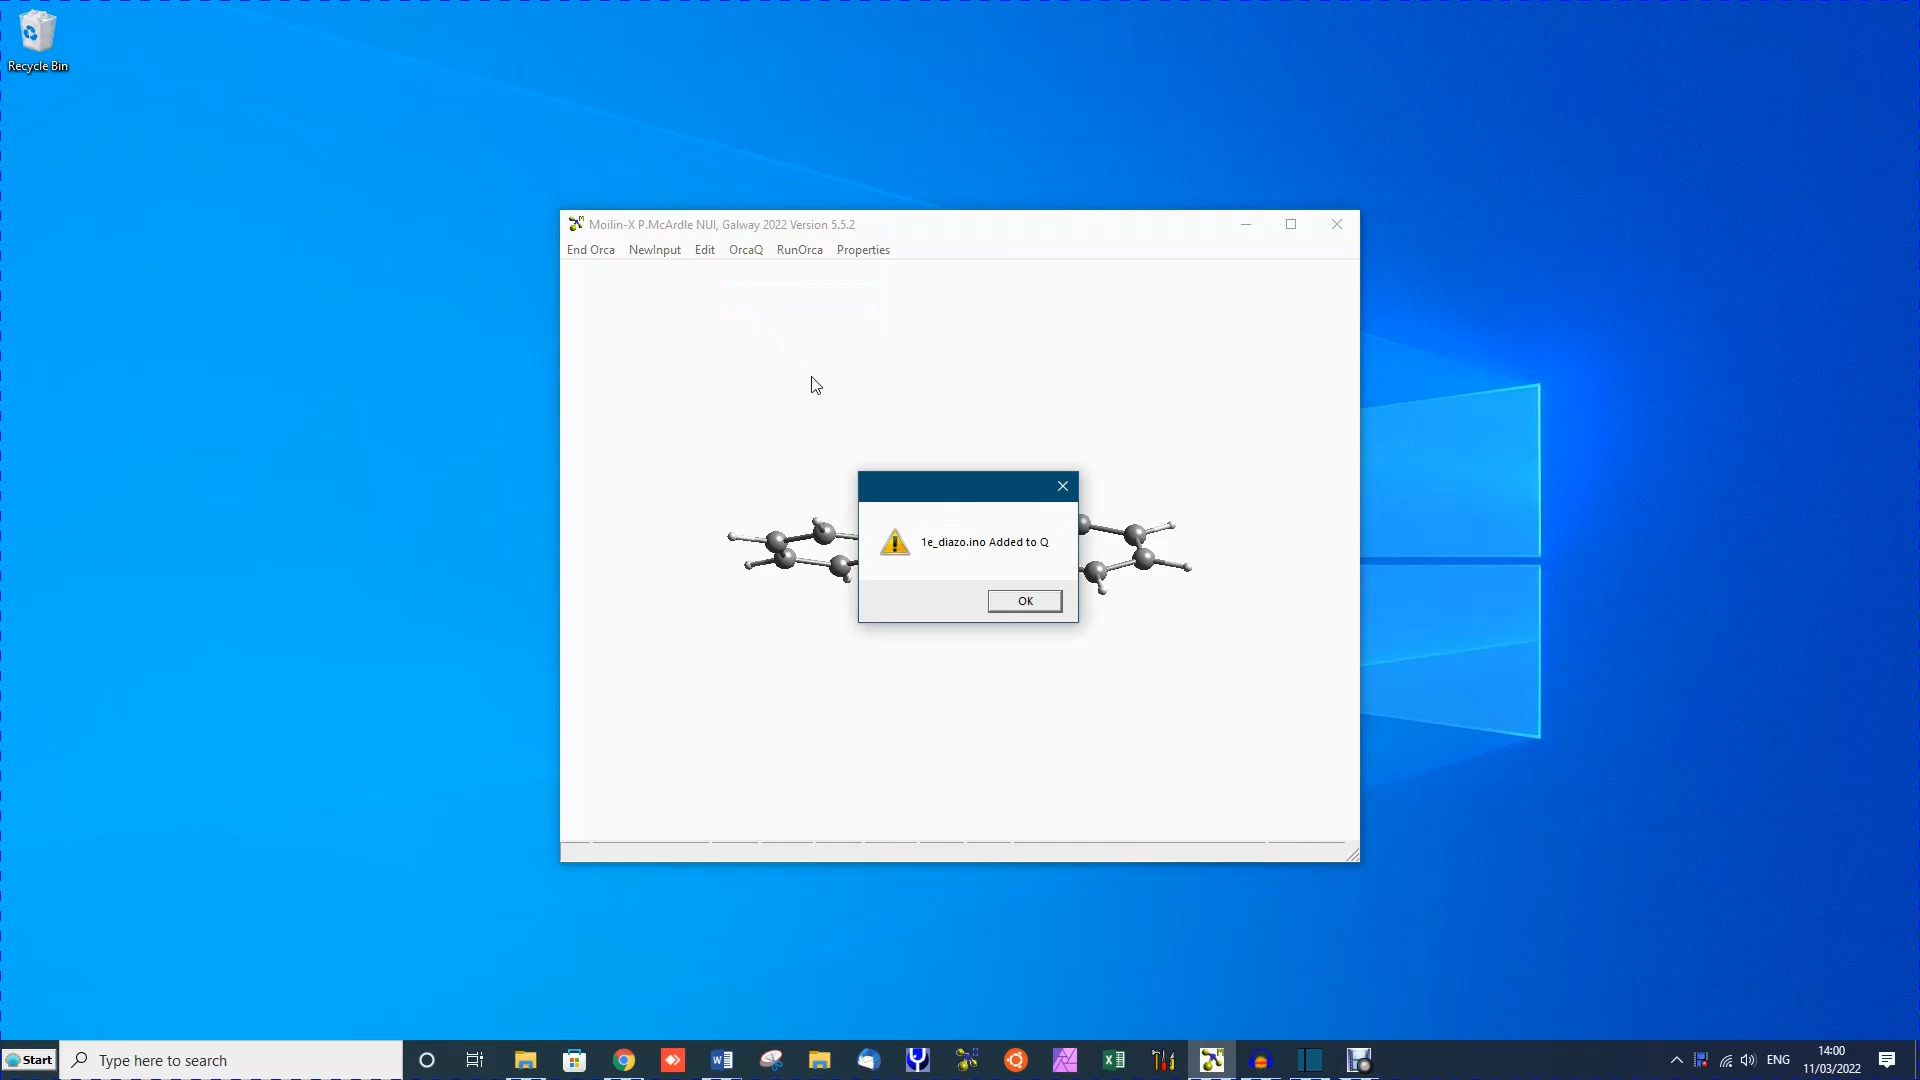 Recycle Bin
Moilin-X P.McArdle NUI, Galway 2022 Version 5.5.2
End Orca NewInput Edit OrcaQ RunOrca Properties
1e_diazo.ino Added to Q
OK
Start
Type here to search
ENG
14:00
11/03/2022